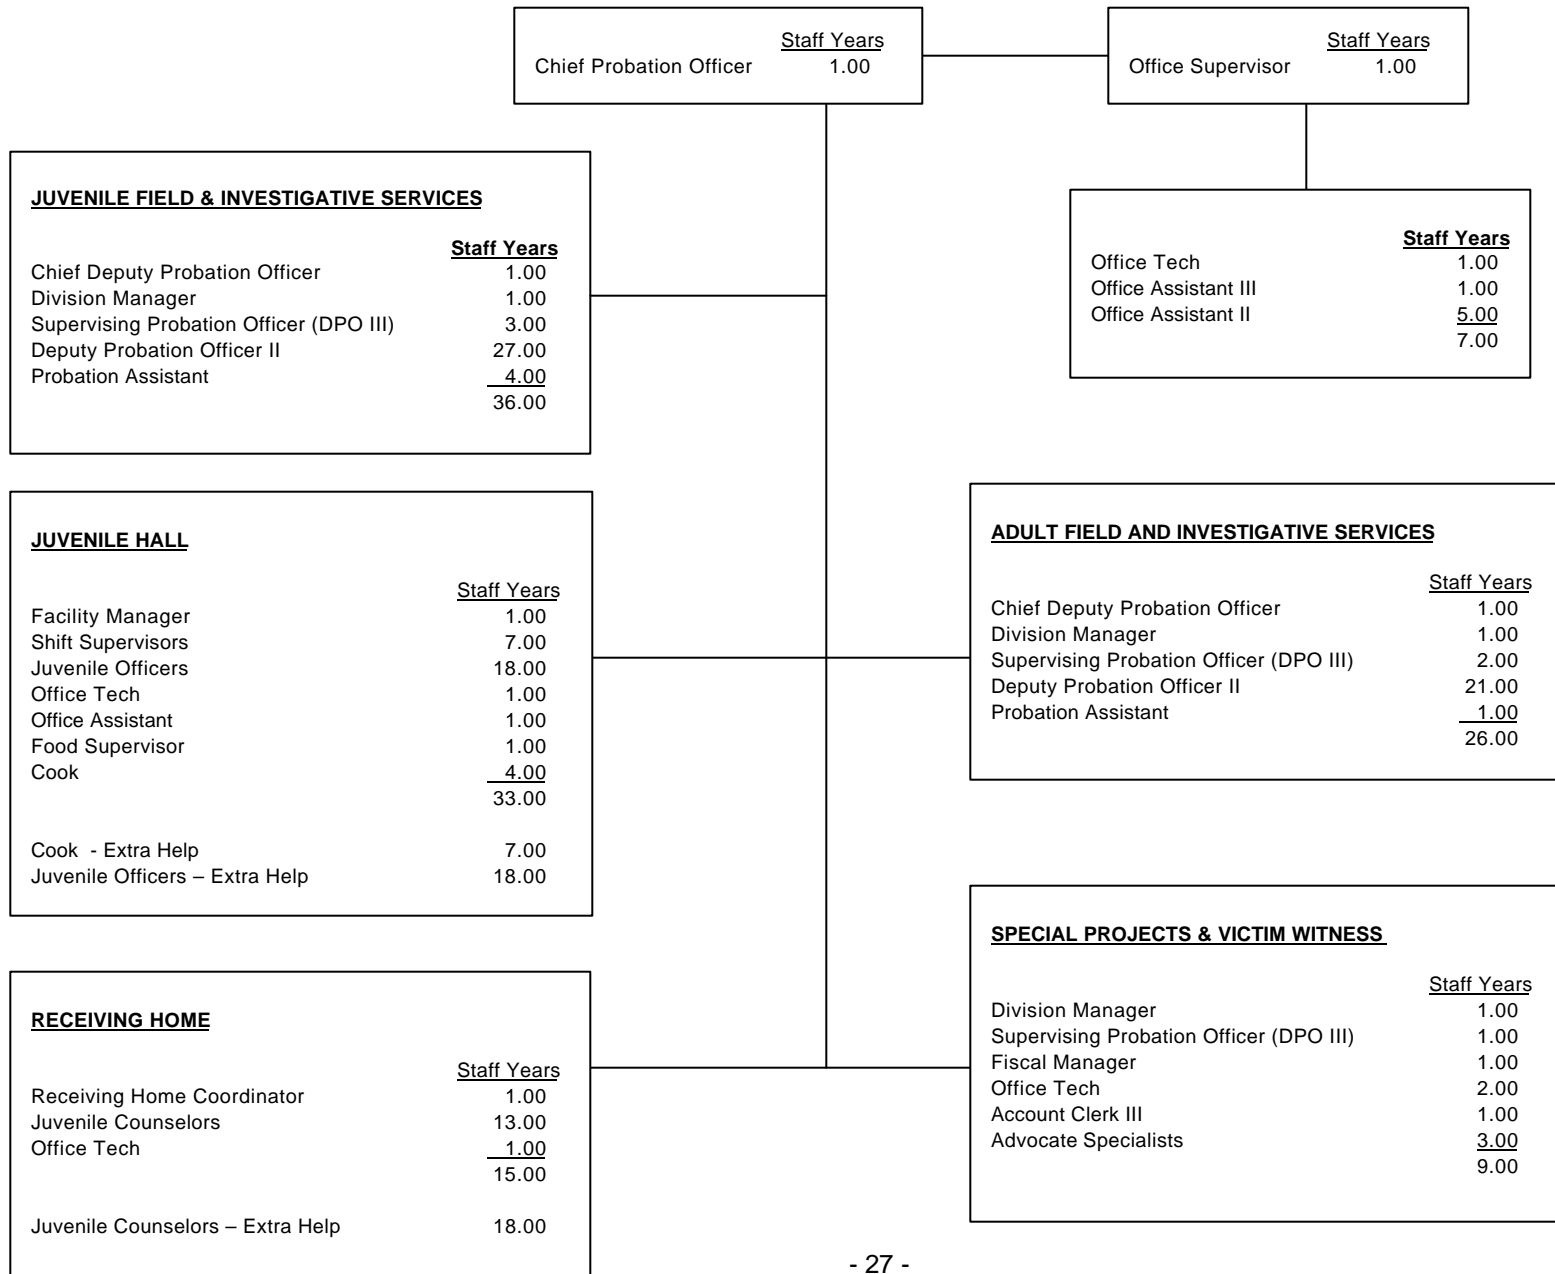 Staff Years
Chief Probation Officer 1.00
Staff Years
Office Supervisor 1.00
JUVENILE FIELD & INVESTIGATIVE SERVICES
Staff Years
Chief Deputy Probation Officer 1.00
Division Manager 1.00
Supervising Probation Officer (DPO III) 3.00
Deputy Probation Officer II 27.00
Probation Assistant 4.00
36.00
Staff Years
Office Tech 1.00
Office Assistant III 1.00
Office Assistant II 5.00
7.00
JUVENILE HALL
Staff Years
Facility Manager 1.00
Shift Supervisors 7.00
Juvenile Officers 18.00
Office Tech 1.00
Office Assistant 1.00
Food Supervisor 1.00
Cook 4.00
33.00
Cook - Extra Help 7.00
Juvenile Officers – Extra Help 18.00
ADULT FIELD AND INVESTIGATIVE SERVICES
Staff Years
Chief Deputy Probation Officer 1.00
Division Manager 1.00
Supervising Probation Officer (DPO III) 2.00
Deputy Probation Officer II 21.00
Probation Assistant 1.00
26.00
RECEIVING HOME
Staff Years
Receiving Home Coordinator 1.00
Juvenile Counselors 13.00
Office Tech 1.00
15.00
Juvenile Counselors – Extra Help 18.00
SPECIAL PROJECTS & VICTIM WITNESS
Staff Years
Division Manager 1.00
Supervising Probation Officer (DPO III) 1.00
Fiscal Manager 1.00
Office Tech 2.00
Account Clerk III 1.00
Advocate Specialists 3.00
9.00
- 27 -